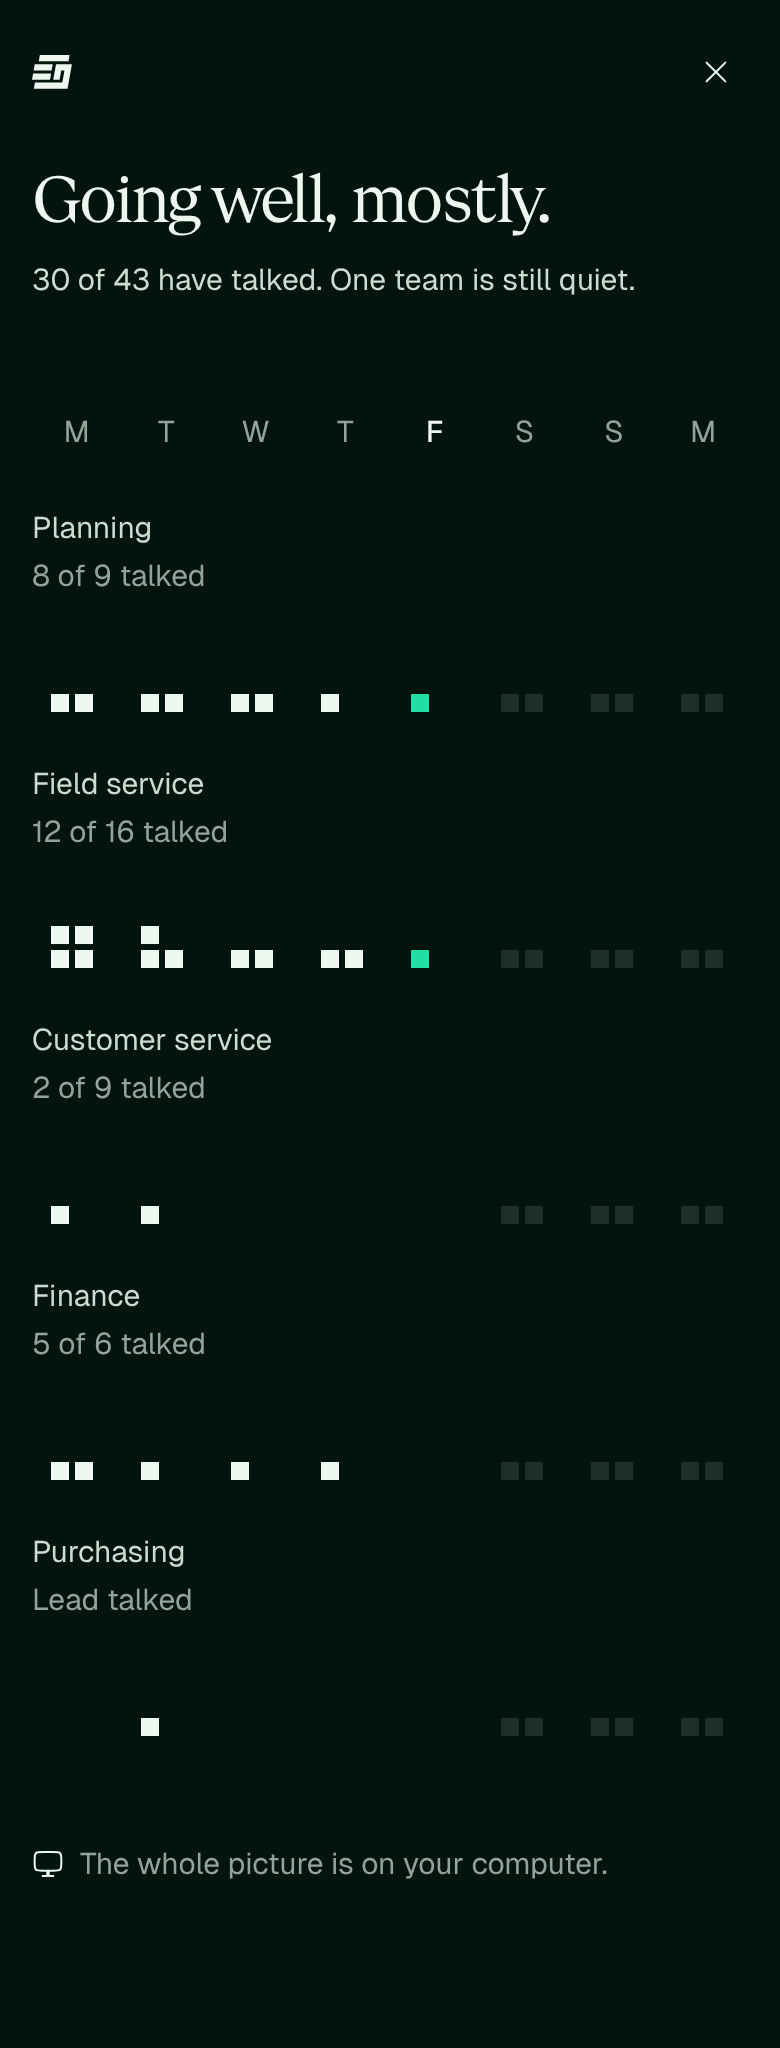 Going well, mostly.
30 of 43 have talked. One team is still quiet.
M T W T F S S M
Planning
8 of 9 talked
Field service
12 of 16 talked
Customer service
2 of 9 talked
Finance
5 of 6 talked
Purchasing
Lead talked
The whole picture is on your computer.